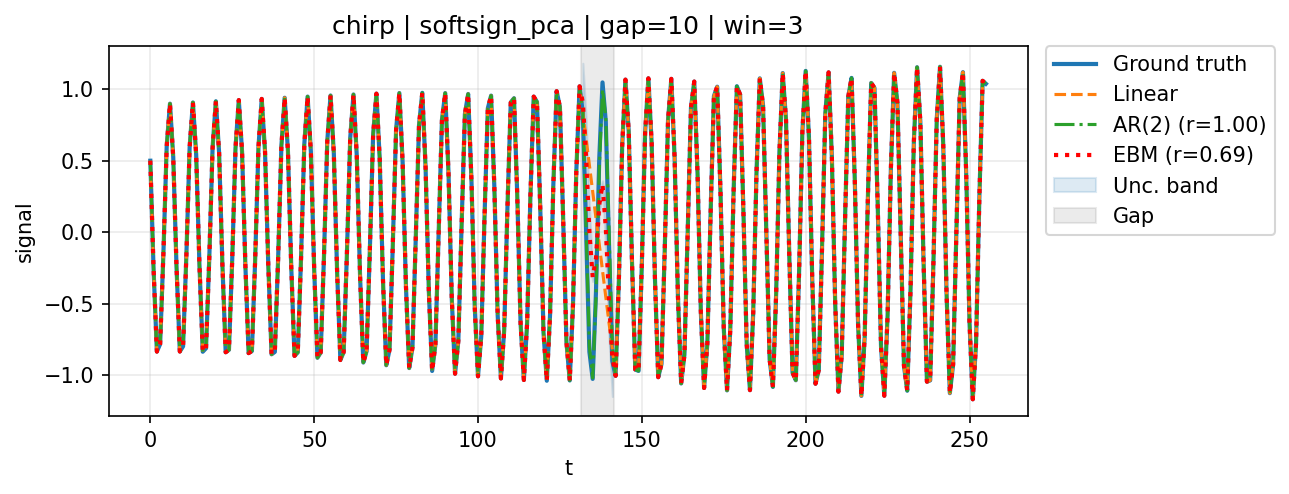 chirp | softsign_pca | gap=10 | win=3
1.0
0.5
0.0
−0.5
−1.0
signal
0 50 100 150 200 250
t
Ground truth
Linear
AR(2) (r=1.00)
EBM (r=0.69)
Unc. band
Gap